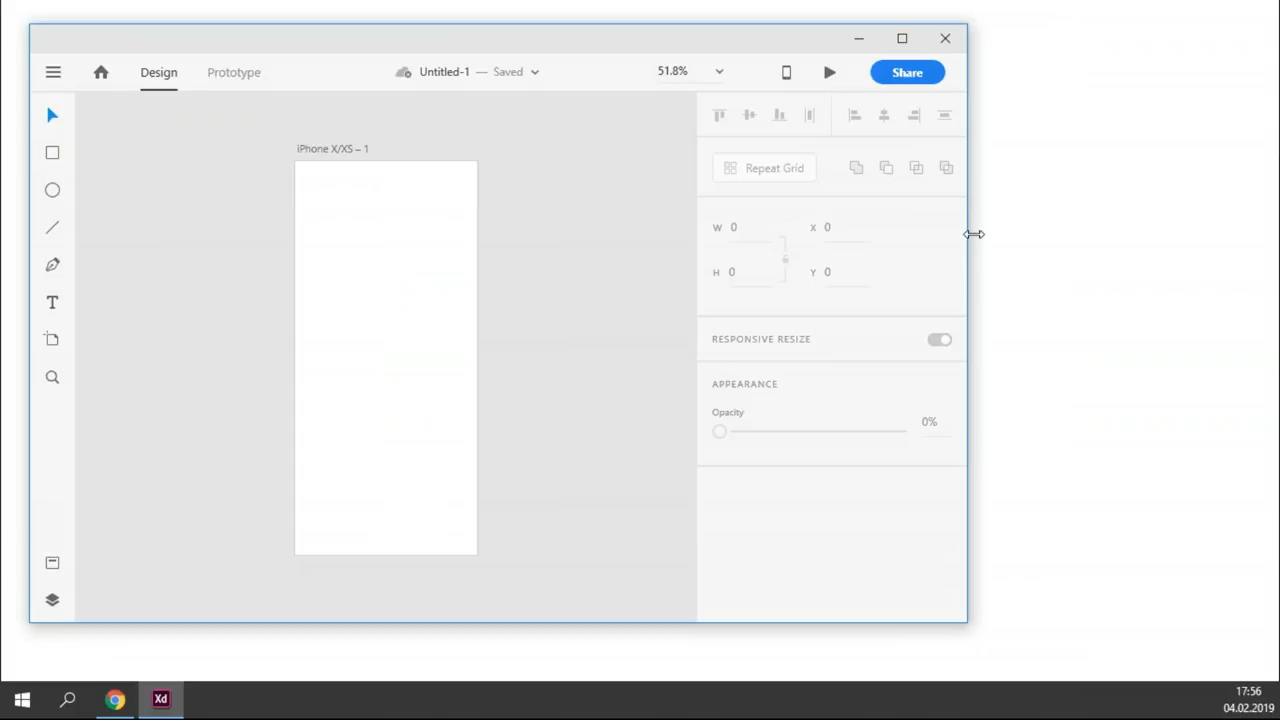 Design
Prototype
Untitled-1 — Saved
51.8%
Share
iPhone X/XS – 1
Repeat Grid
W 0
X 0
H 0
Y 0
RESPONSIVE RESIZE
APPEARANCE
Opacity
0%
T
Xd
17:56
04.02.2019